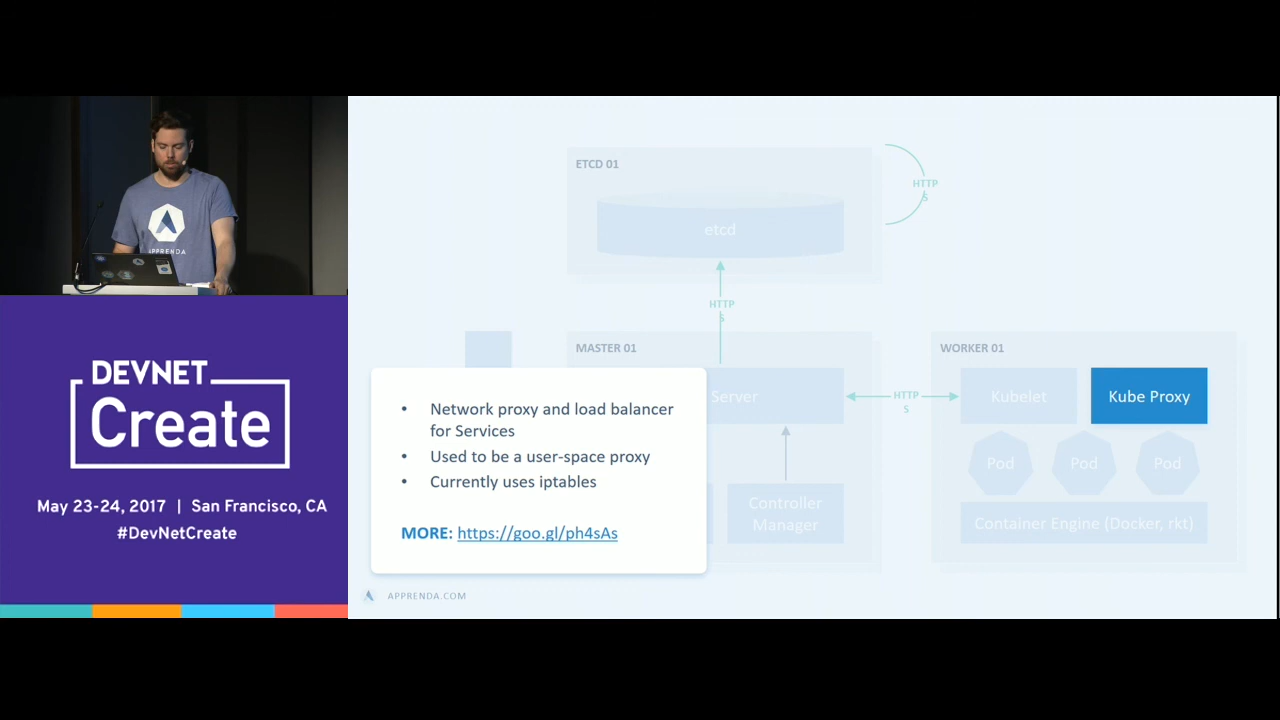 APPRENDA
DEVNET
Create
May 23-24, 2017 | San Francisco, CA
#DevNetCreate
ETCD 01
etcd
HTTP
S
HTTP
S
MASTER 01
Server
Controller
Manager
HTTP
S
WORKER 01
Kubelet
Kube Proxy
Pod
Pod
Pod
Container Engine (Docker, rkt)
• Network proxy and load balancer
for Services
• Used to be a user-space proxy
• Currently uses iptables
MORE: https://goo.gl/ph4sAs
APPRENDA.COM